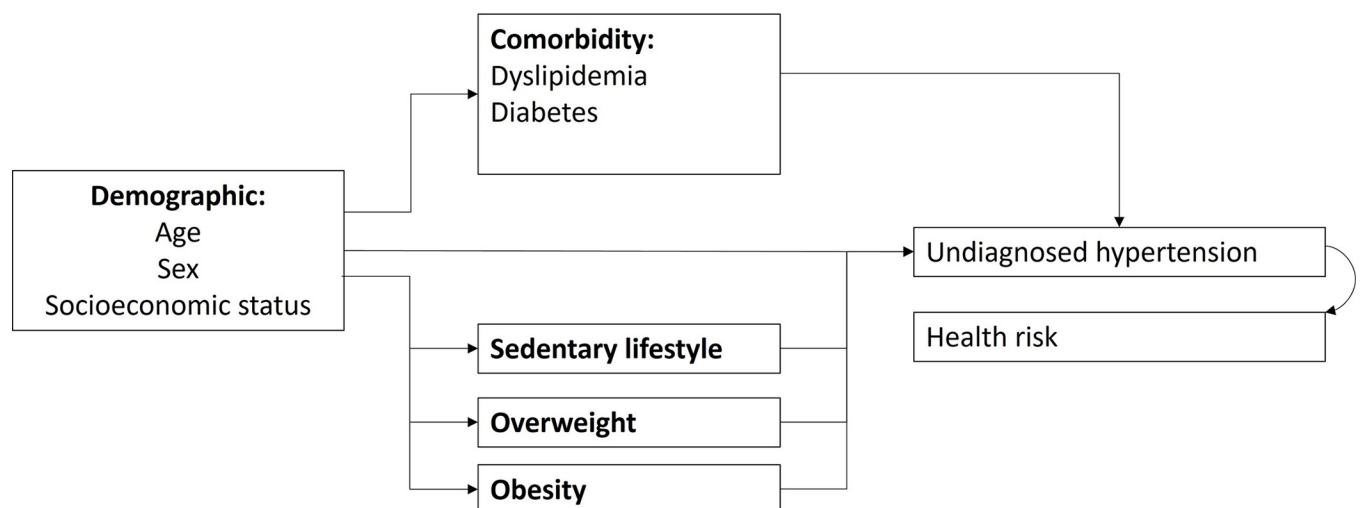 Comorbidity:
Dyslipidemia
Diabetes
Demographic:
Age
Sex
Socioeconomic status
Undiagnosed hypertension
Health risk
Sedentary lifestyle
Overweight
Obesity